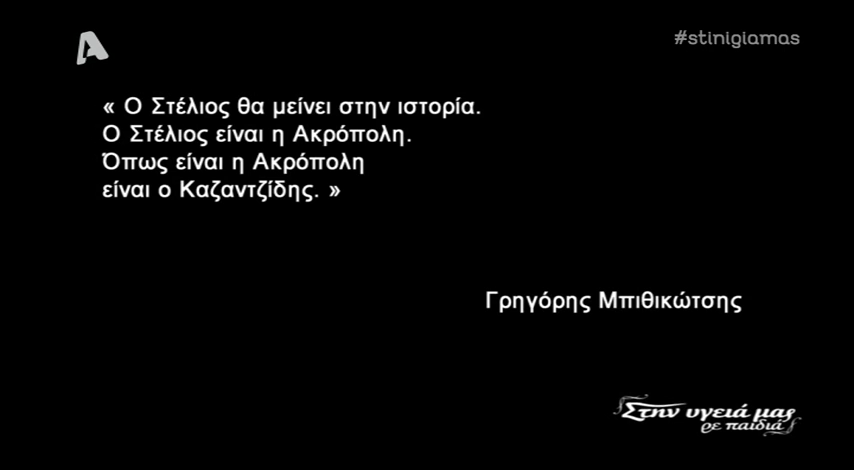 #stinigiamas
« Ο Στέλιος θα μείνει στην ιστορία.
Ο Στέλιος είναι η Ακρόπολη.
Όπως είναι η Ακρόπολη
είναι ο Καζαντζίδης. »
Γρηγόρης Μπιθικώτσης
Στην υγειά μας
ρε παιδιά